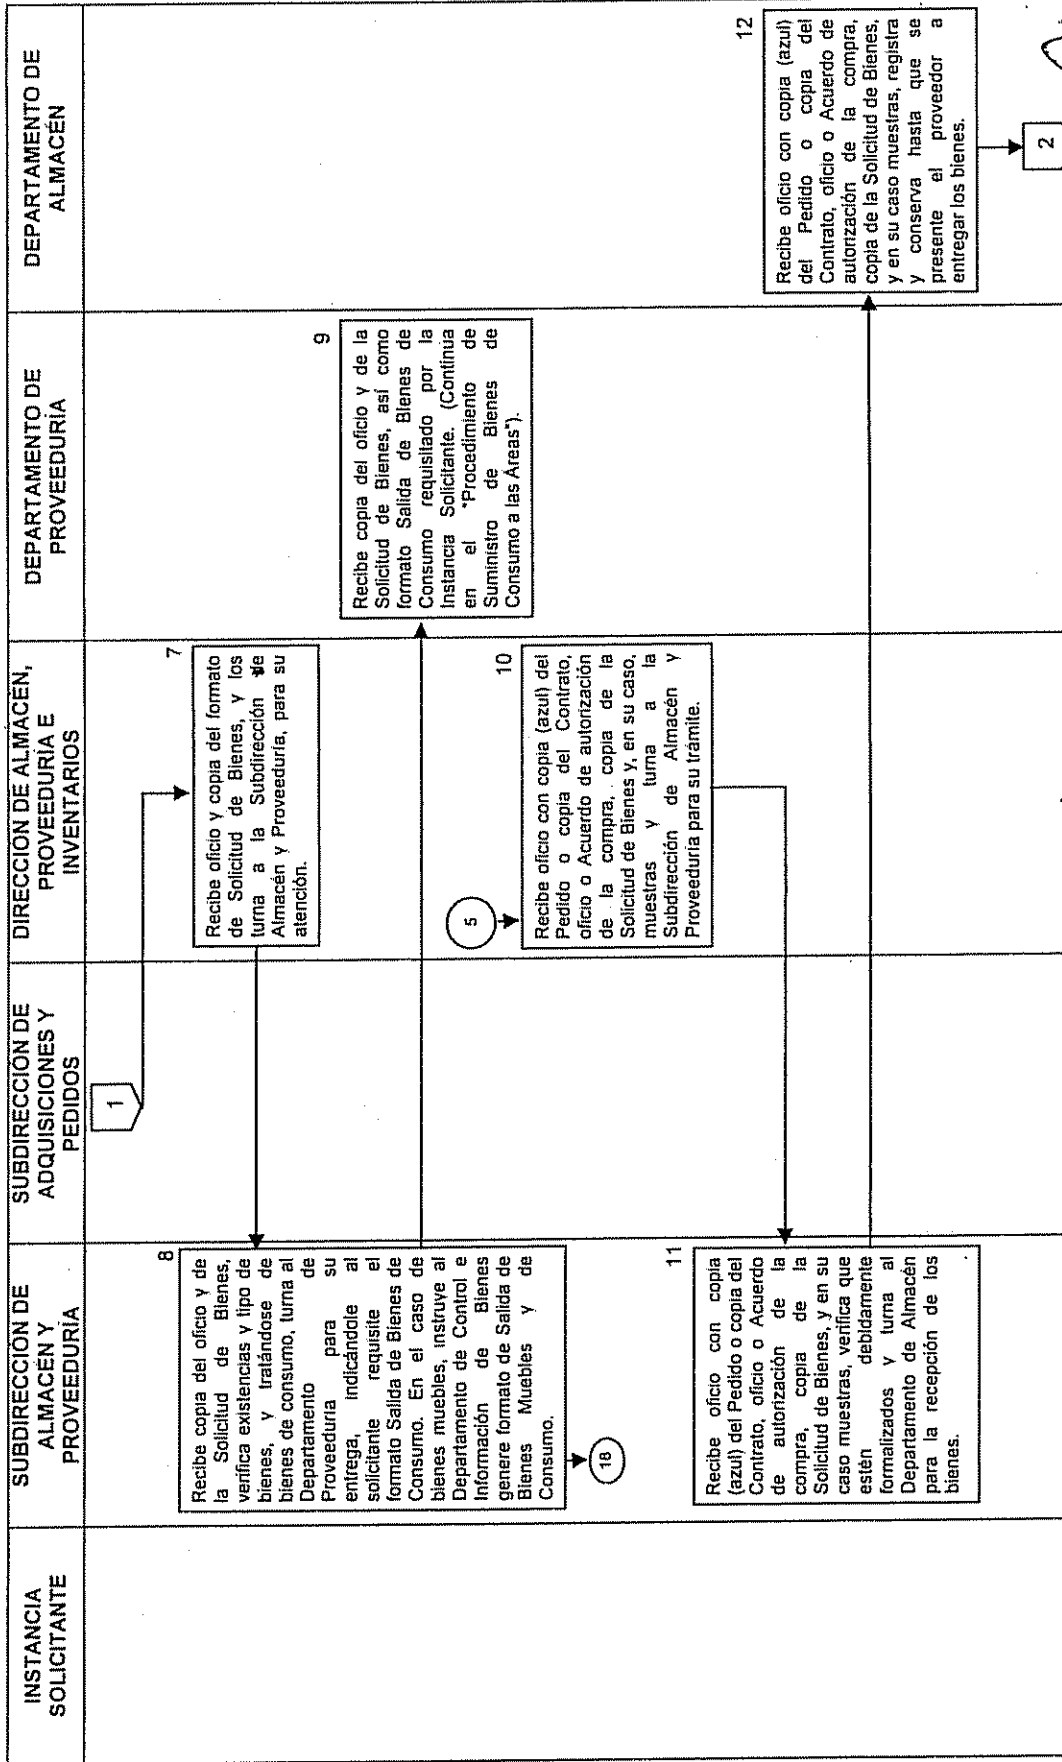 INSTANCIA
SOLICITANTE
SUBDIRECCIÓN DE
ALMACÉN Y
PROVEEDURÍA
SUBDIRECCIÓN DE
ADQUISICIONES Y
PEDIDOS
DIRECCIÓN DE ALMACÉN,
PROVEEDURÍA E
INVENTARIOS
DEPARTAMENTO DE
PROVEEDURÍA
DEPARTAMENTO DE
ALMACÉN
1
7
Recibe oficio y copia del formato
de Solicitud de Bienes, y los
turna a la Subdirección de
Almacén y Proveeduría, para su
atención.
8
Recibe copia del oficio y de
la Solicitud de Bienes,
verifica existencias y tipo de
bienes, y tratándose de
bienes de consumo, turna al
Departamento de
Proveeduría para su
entrega, indicándole al
solicitante requisite el
formato Salida de Bienes de
Consumo. En el caso de
bienes muebles, instruye al
Departamento de Control e
Información de Bienes
genere formato de Salida de
Bienes Muebles y de
Consumo.
18
9
Recibe copia del oficio y de la
Solicitud de Bienes, así como
formato Salida de Bienes de
Consumo requisitado por la
Instancia Solicitante. (Continua
en el "Procedimiento de
Suministro de Bienes de
Consumo a las Áreas").
5
10
Recibe oficio con copia (azul) del
Pedido o copia del Contrato,
oficio o Acuerdo de autorización
de la compra, copia de la
Solicitud de Bienes y, en su caso,
muestras y turna a la
Subdirección de Almacén y
Proveeduría para su trámite.
11
Recibe oficio con copia
(azul) del Pedido o copia del
Contrato, oficio o Acuerdo
de autorización de la
compra, copia de la
Solicitud de Bienes, y en su
caso muestras, verifica que
estén debidamente
formalizados y turna al
Departamento de Almacén
para la recepción de los
bienes.
12
Recibe oficio con copia (azul)
del Pedido o copia del
Contrato, oficio o Acuerdo de
autorización de la compra,
copia de la Solicitud de Bienes,
y en su caso muestras, registra
y conserva hasta que se
presente el proveedor a
entregar los bienes.
2